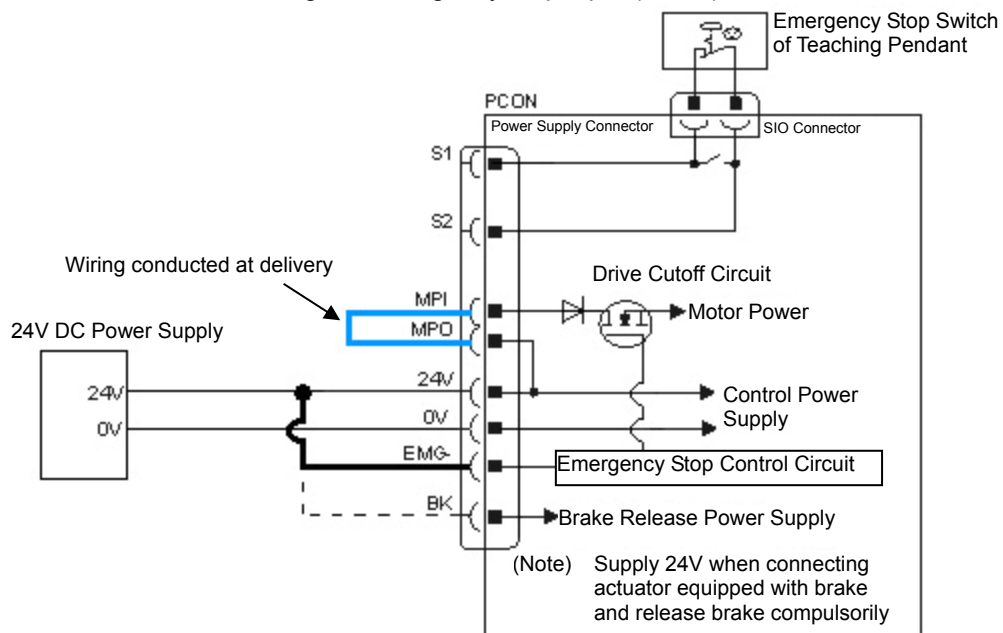 Emergency Stop Switch
of Teaching Pendant
PCON
Power Supply Connector
SIO Connector
S1
S2
Wiring conducted at delivery
Drive Cutoff Circuit
MPI
Motor Power
MPO
24V DC Power Supply
24V
24V
Control Power
Supply
0V
0V
EMG-
Emergency Stop Control Circuit
BK
Brake Release Power Supply
(Note) Supply 24V when connecting
actuator equipped with brake
and release brake compulsorily